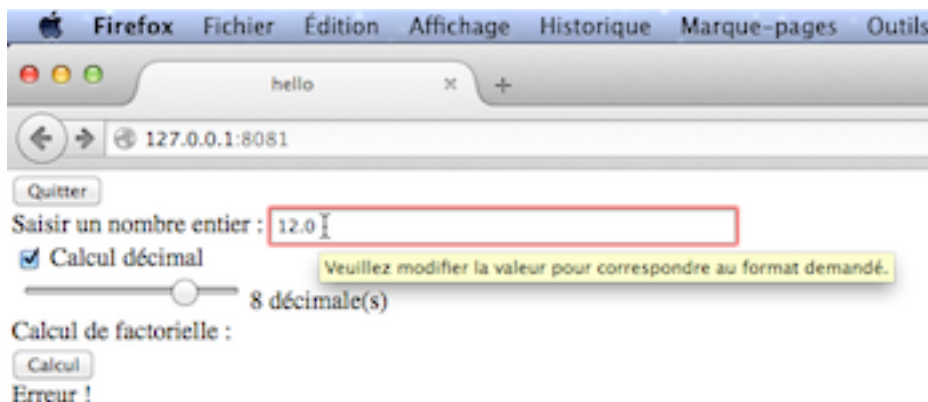 Firefox Fichier Édition Affichage Historique Marque-pages Outils
hello
127.0.0.1:8081
Quitter
Saisir un nombre entier : 12.0
Calcul décimal
Veuillez modifier la valeur pour correspondre au format demandé.
8 décimale(s)
Calcul de factorielle :
Calcul
Erreur !